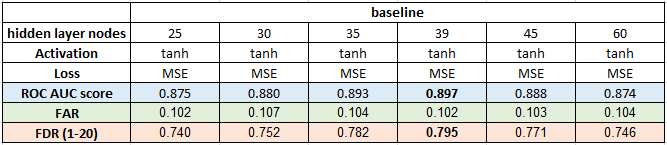 baseline
hidden layer nodes 25 30 35 39 45 60
Activation tanh tanh tanh tanh tanh tanh
Loss MSE MSE MSE MSE MSE MSE
ROC AUC score 0.875 0.880 0.893 0.897 0.888 0.874
FAR 0.102 0.107 0.104 0.102 0.103 0.104
FDR (1-20) 0.740 0.752 0.782 0.795 0.771 0.746